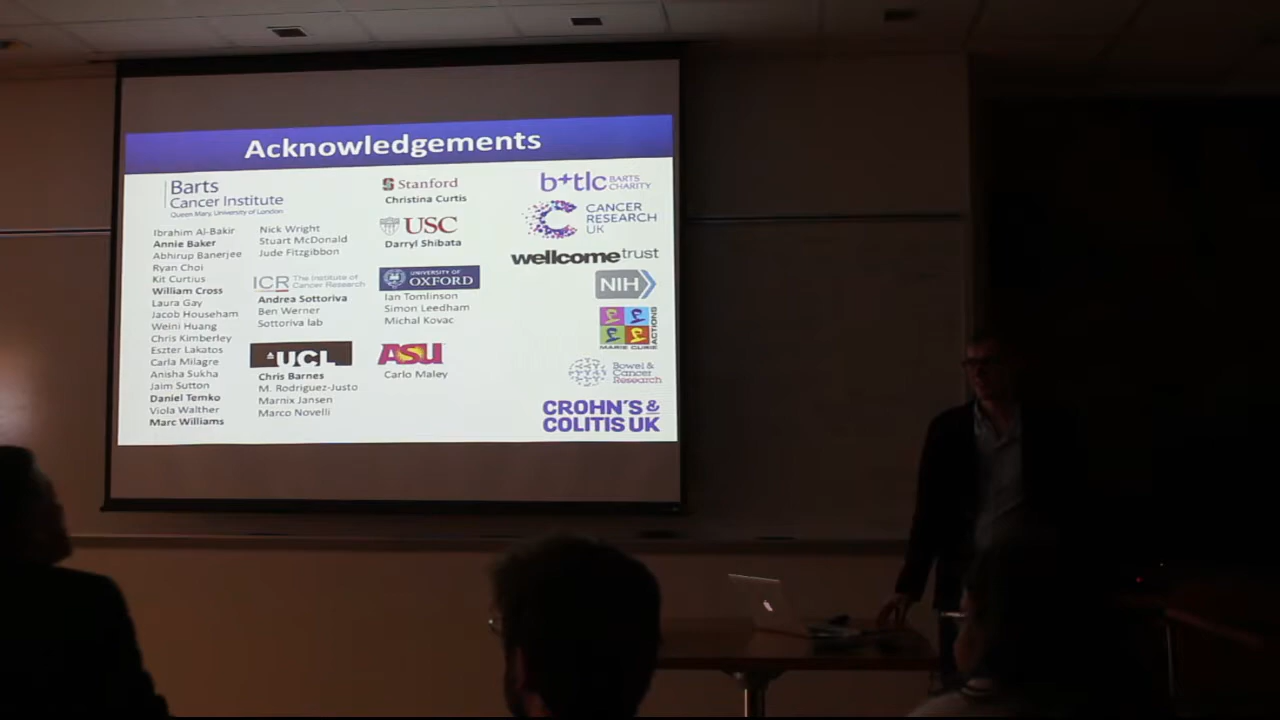 Acknowledgements
Barts
Cancer Institute
Queen Mary, University of London
Ibrahim Al-Bakir
Annie Baker
Abhirup Banerjee
Ryan Choi
Kit Curtius
William Cross
Laura Gay
Jacob Househam
Weini Huang
Chris Kimberley
Eszter Lakatos
Carla Milagre
Anisha Sukha
Jaim Sutton
Daniel Temko
Viola Walther
Marc Williams
Nick Wright
Stuart McDonald
Jude Fitzgibbon
ICR The Institute of
Cancer Research
Andrea Sottoriva
Ben Werner
Sottoriva lab
UCL
Chris Barnes
M. Rodriguez-Justo
Marnix Jansen
Marco Novelli
Stanford
Christina Curtis
USC
Darryl Shibata
UNIVERSITY OF
OXFORD
Ian Tomlinson
Simon Leedham
Michal Kovac
ASU
Carlo Maley
b+tlc BARTS
CHARITY
CANCER
RESEARCH
UK
wellcome trust
NIH
MARIE CURIE
ACTIONS
Bowel &
Cancer
Research
CROHN'S &
COLITIS UK